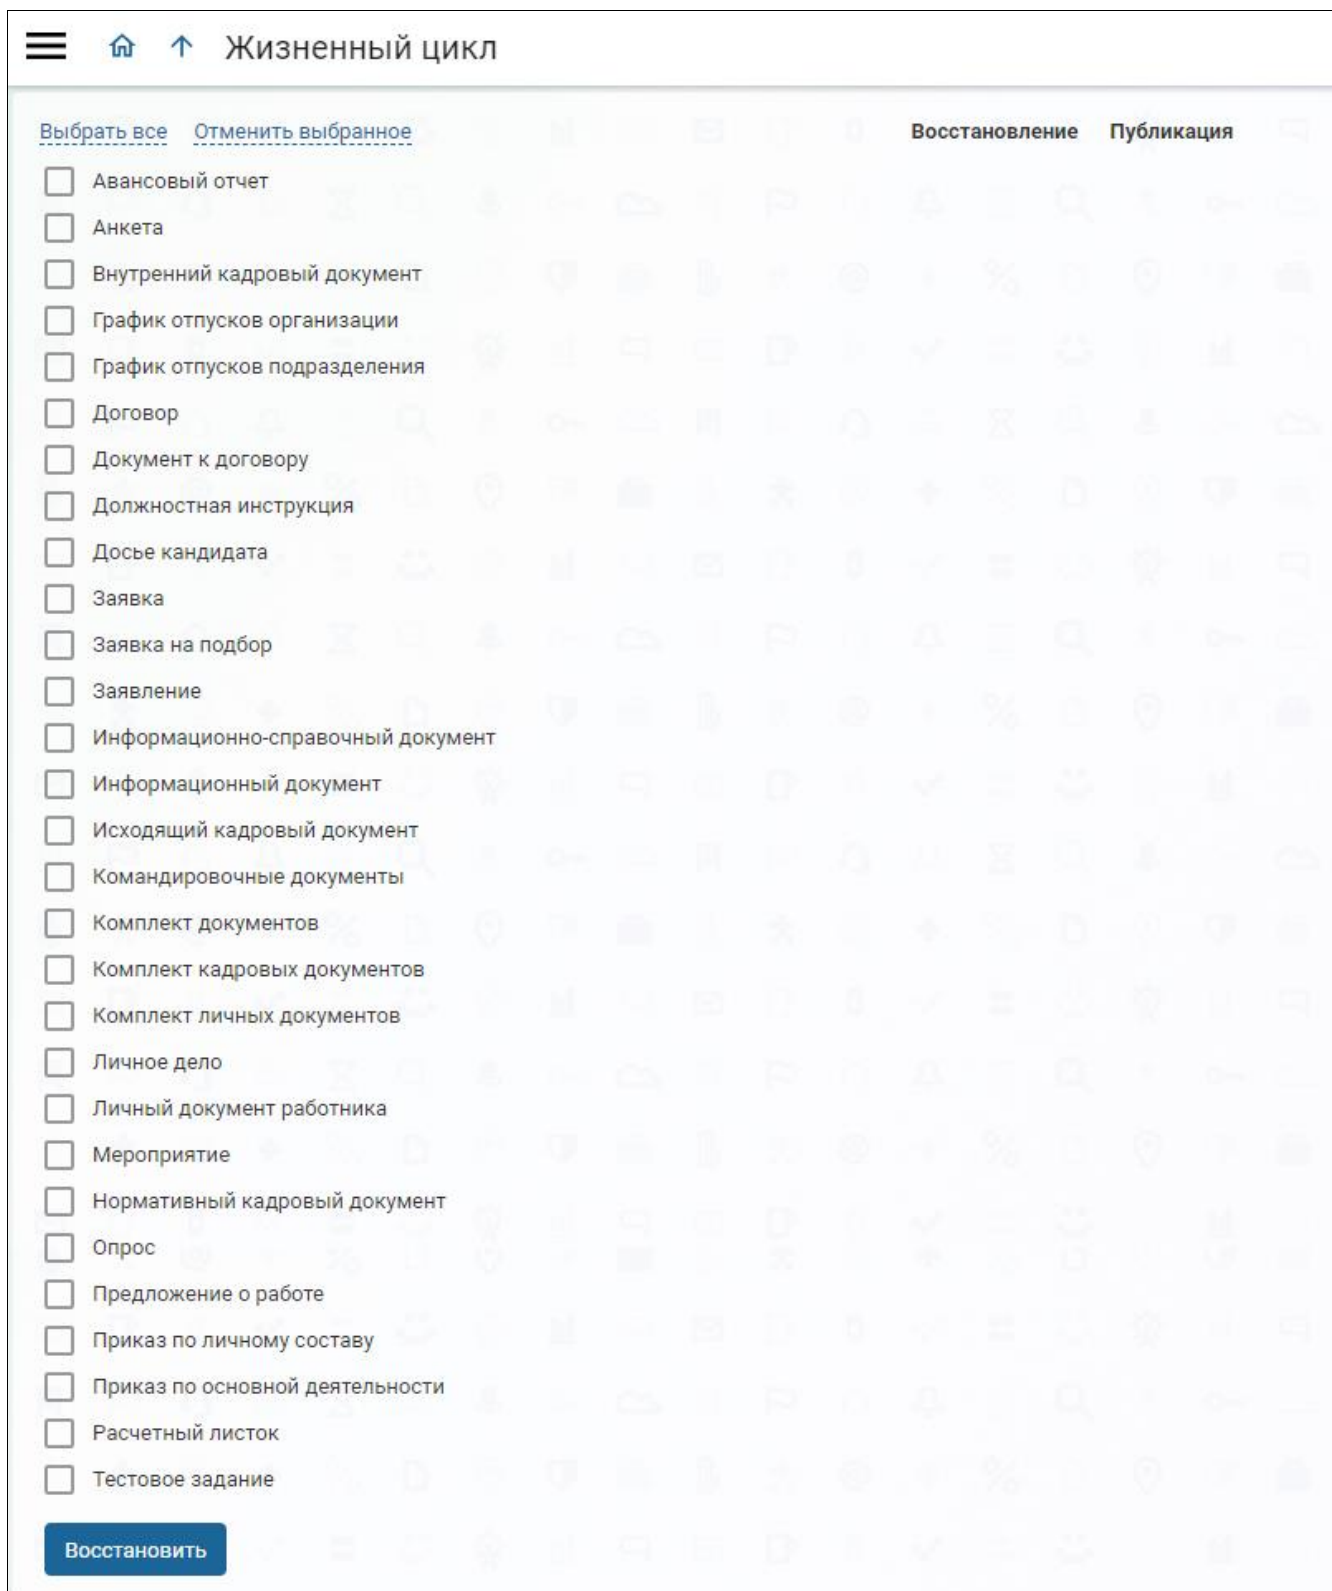 Жизненный цикл
Выбрать все Отменить выбранное Восстановление Публикация
Авансовый отчет
Анкета
Внутренний кадровый документ
График отпусков организации
График отпусков подразделения
Договор
Документ к договору
Должностная инструкция
Досье кандидата
Заявка
Заявка на подбор
Заявление
Информационно-справочный документ
Информационный документ
Исходящий кадровый документ
Командировочные документы
Комплект документов
Комплект кадровых документов
Комплект личных документов
Личное дело
Личный документ работника
Мероприятие
Нормативный кадровый документ
Опрос
Предложение о работе
Приказ по личному составу
Приказ по основной деятельности
Расчетный листок
Тестовое задание
Восстановить